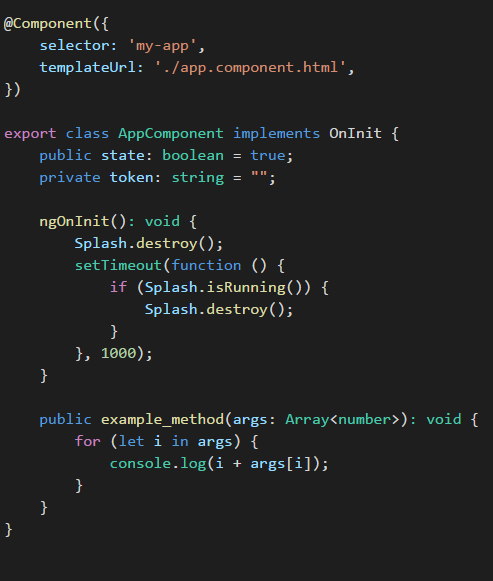 @Component({
    selector: 'my-app',
    templateUrl: './app.component.html',
})
export class AppComponent implements OnInit {
    public state: boolean = true;
    private token: string = "";
    ngOnInit(): void {
        Splash.destroy();
        setTimeout(function () {
            if (Splash.isRunning()) {
                Splash.destroy();
            }
        }, 1000);
    }
    public example_method(args: Array<number>): void {
        for (let i in args) {
            console.log(i + args[i]);
        }
    }
}